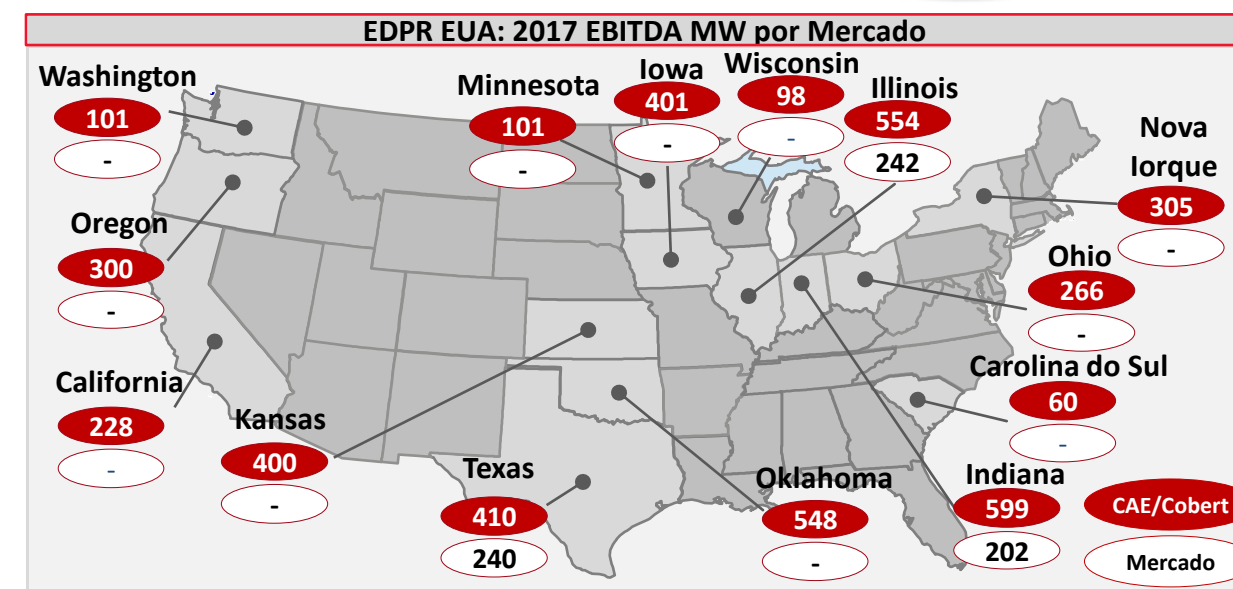 EDPR EUA: 2017 EBITDA MW por Mercado
Washington
101
-
Oregon
300
-
California
228
-
Kansas
400
-
Minnesota
101
-
Iowa
401
-
Wisconsin
98
-
Illinois
554
242
Nova
Iorque
305
-
Ohio
266
-
Carolina do Sul
60
-
Texas
410
240
Oklahoma
548
-
Indiana
599
202
CAE/Cobert
Mercado